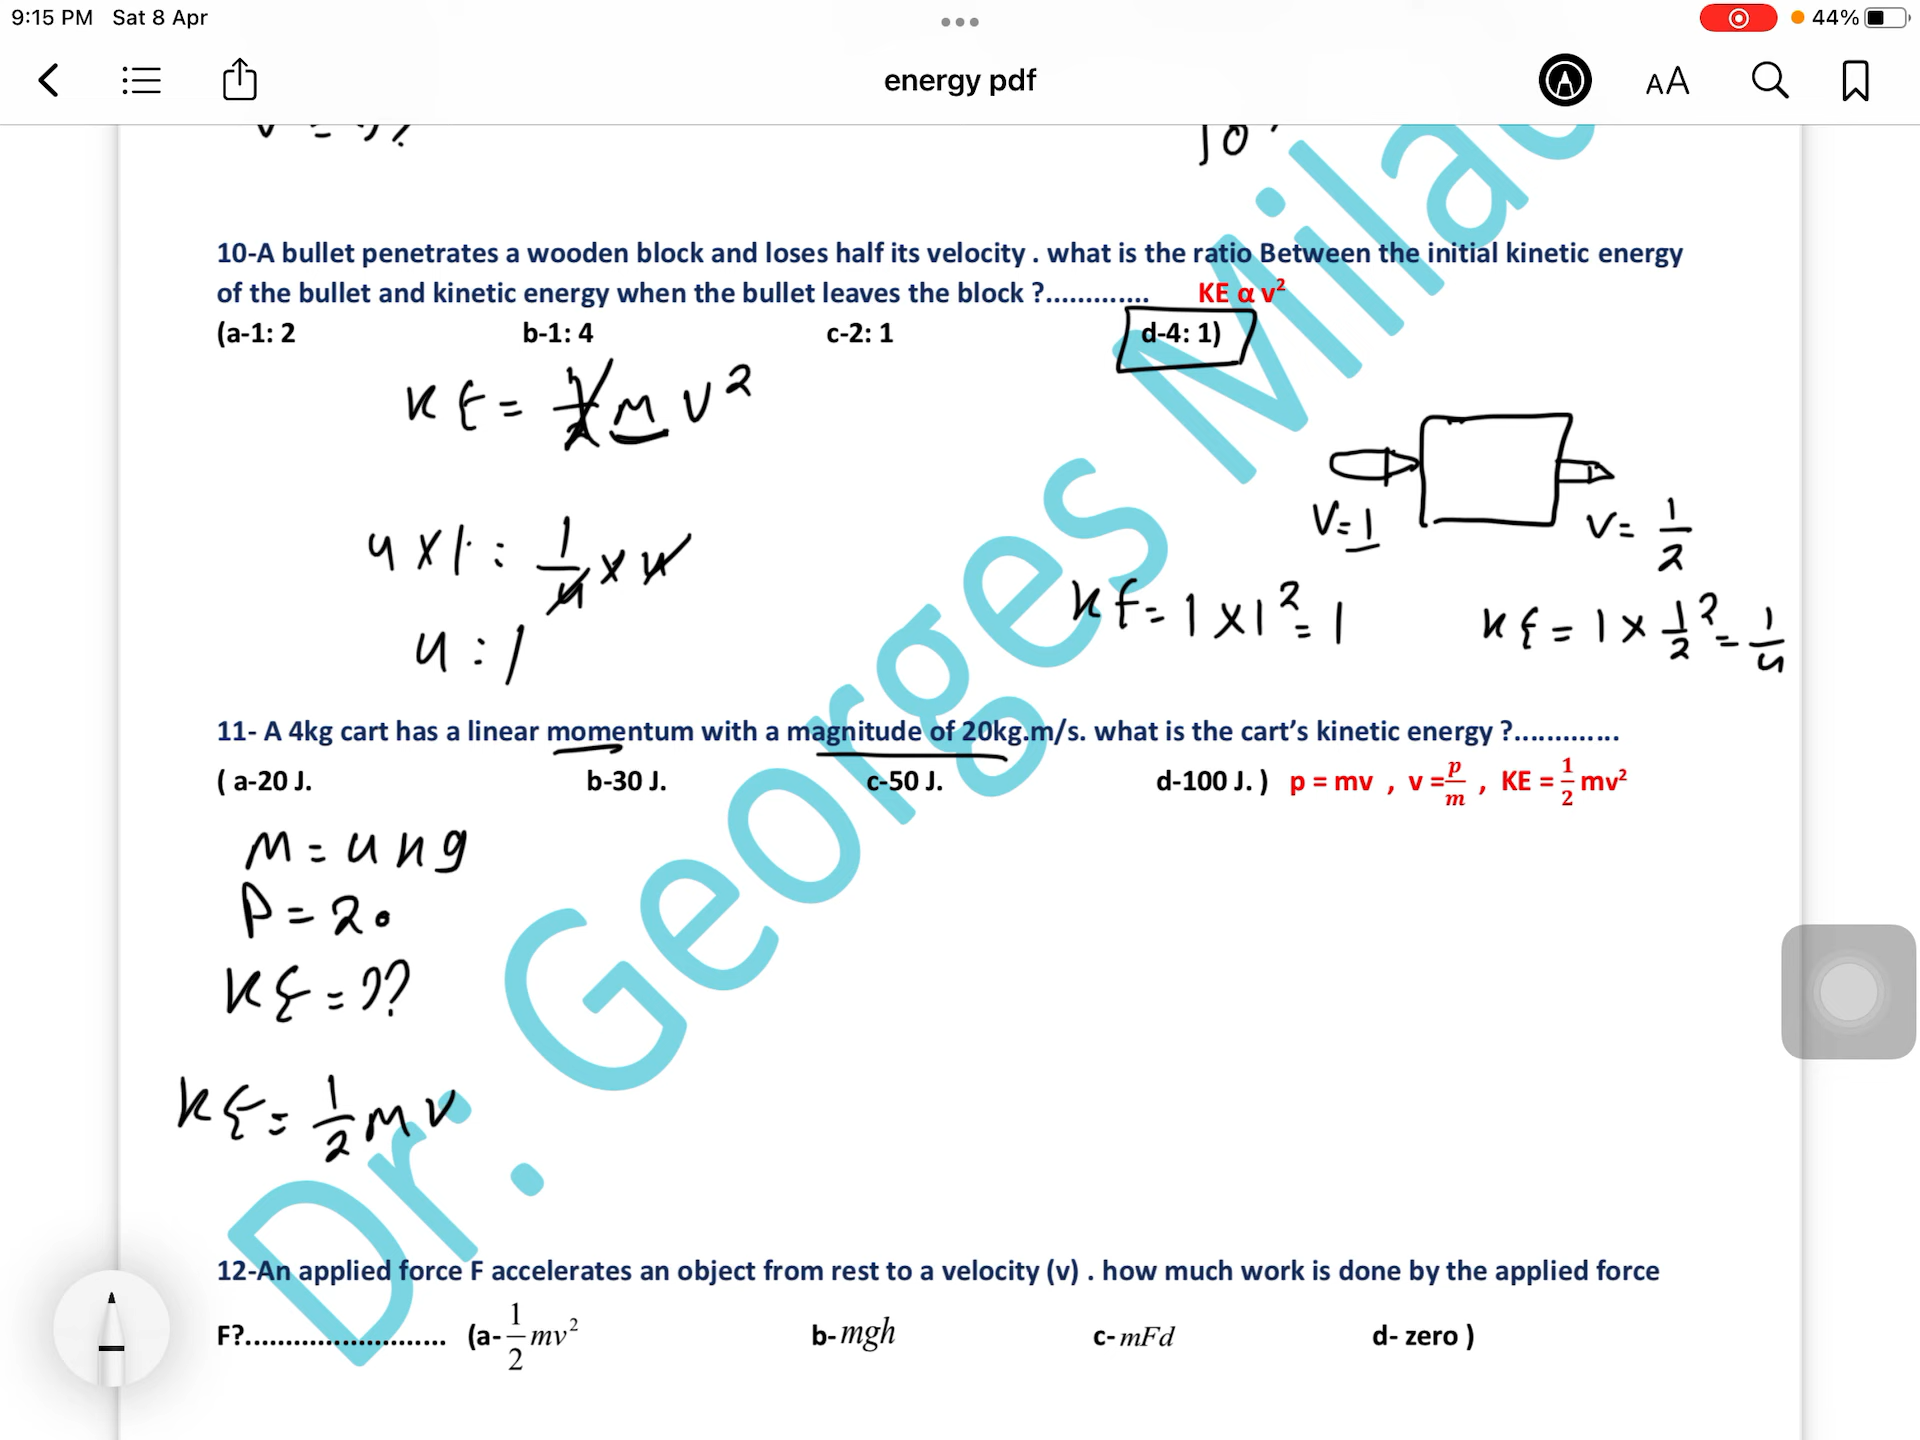 9:15 PM Sat 8 Apr
44%
energy pdf
AA
10-A bullet penetrates a wooden block and loses half its velocity . what is the ratio Between the initial kinetic energy
of the bullet and kinetic energy when the bullet leaves the block ?............. KE α v²
(a-1: 2 b-1: 4 c-2: 1 d-4: 1)
KE = 1/2 m v²
V=1
V= 1/2
4 x 1 : 1/4 x 4
KE= 1 x 1² = 1
KE = 1 x 1/2² = 1/4
4 : 1
11- A 4kg cart has a linear momentum with a magnitude of 20kg.m/s. what is the cart's kinetic energy ?.............
( a-20 J. b-30 J. c-50 J. d-100 J. ) p = mv , v = p/m , KE = 1/2 mv²
M = 4 kg
P = 20
KE = ??
KE = 1/2 m v
12-An applied force F accelerates an object from rest to a velocity (v) . how much work is done by the applied force
F?......................... (a- 1/2 mv² b- mgh c- mFd d- zero )
Dr. Georges Milad